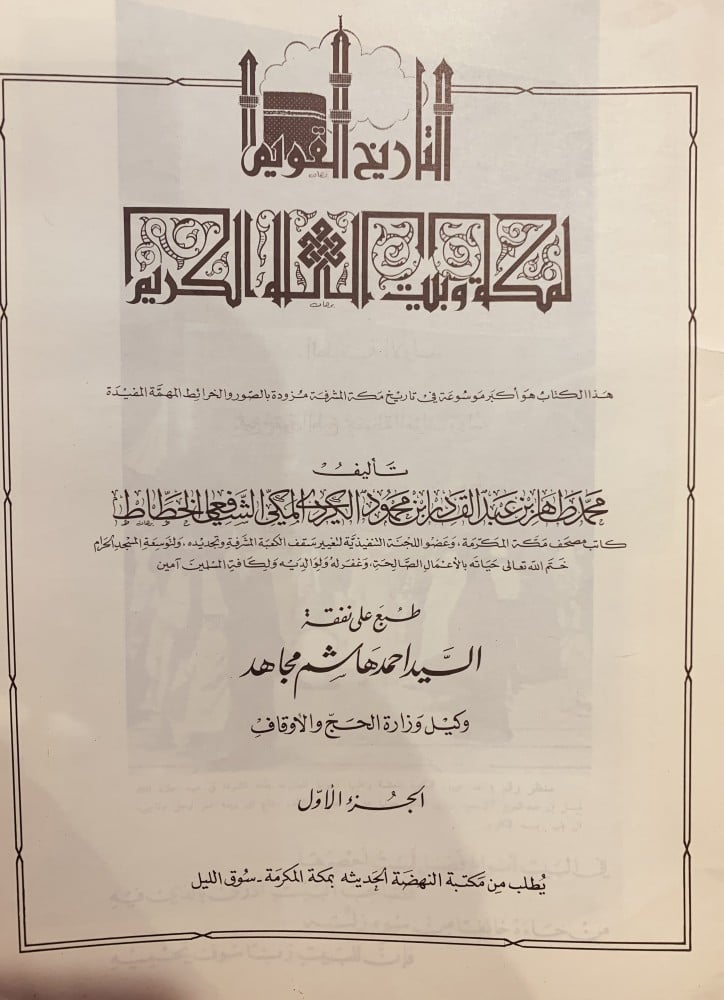 التاريخ القويم
لمكة وبيت الله الكريم
هذا الكتاب هو أكبر موسوعة في تاريخ مكة المشرفة مزودة بالصور والخرائط المهمة المفيدة
تأليف
محمد طاهر بن عبد القادر بن محمود الكردي المكي الشافعي الخطاط
كاتب مصحف مكة المكرمة، وعضو اللجنة التنفيذية لتغيير سقف الكعبة المشرفة وتجديده، ولتوسعة المسجد الحرام
ختم الله تعالى حياته بالأعمال الصالحة، وغفر له ولوالديه ولكافة المسلمين آمين
طبع على نفقة
السيد احمد هاشم مجاهد
وكيل وزارة الحج والأوقاف
الجزء الأول
يطلب من مكتبة النهضة الحديثه بمكة المكرمة - سوق الليل